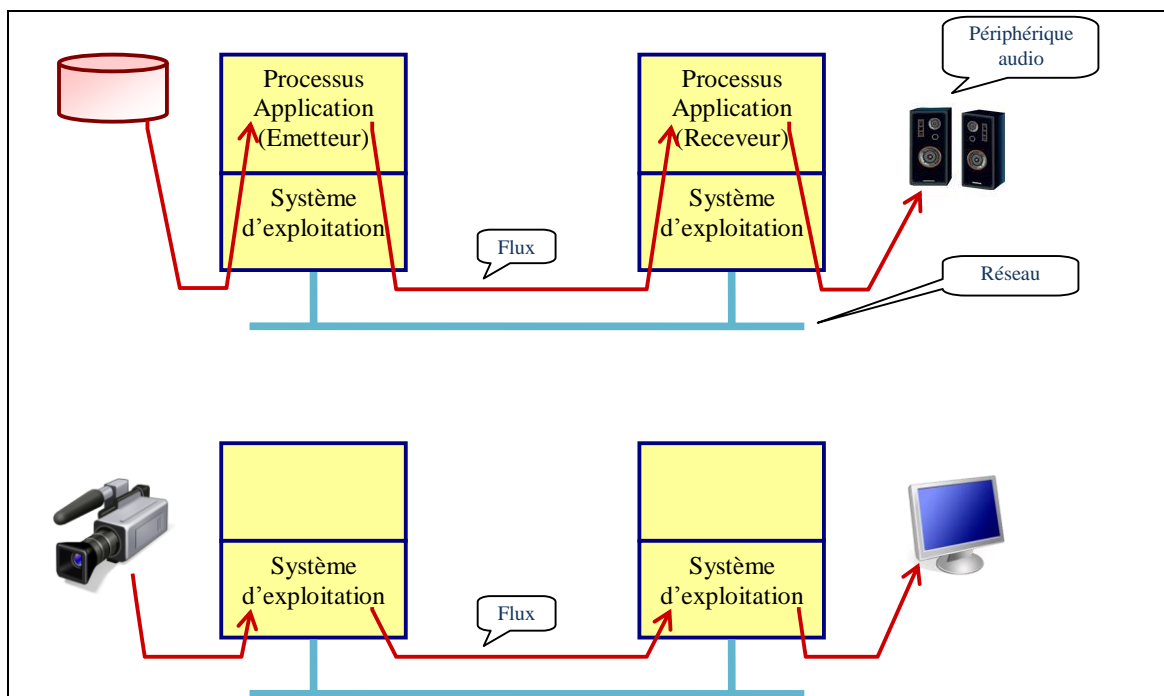 Périphérique
audio
Processus
Application
(Emetteur)
Processus
Application
(Receveur)
Système
d'exploitation
Système
d'exploitation
Flux
Réseau
Système
d'exploitation
Système
d'exploitation
Flux